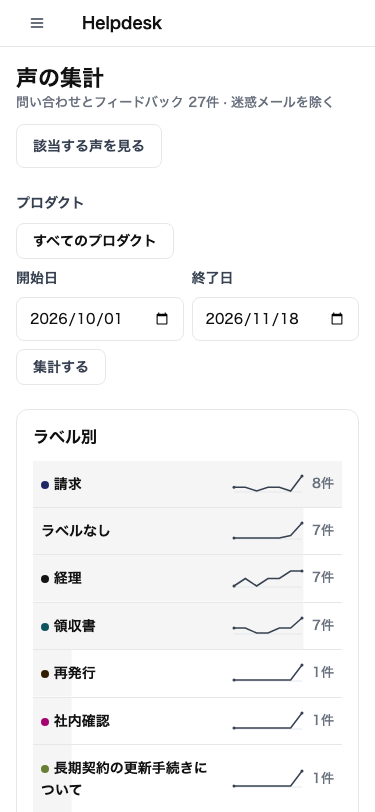 Helpdesk
声の集計
問い合わせとフィードバック 27件 · 迷惑メールを除く
該当する声を見る
プロダクト
すべてのプロダクト
開始日 終了日
2026/10/01 2026/11/18
集計する
ラベル別
請求 8件
ラベルなし 7件
経理 7件
領収書 7件
再発行 1件
社内確認 1件
長期契約の更新手続きに
ついて 1件